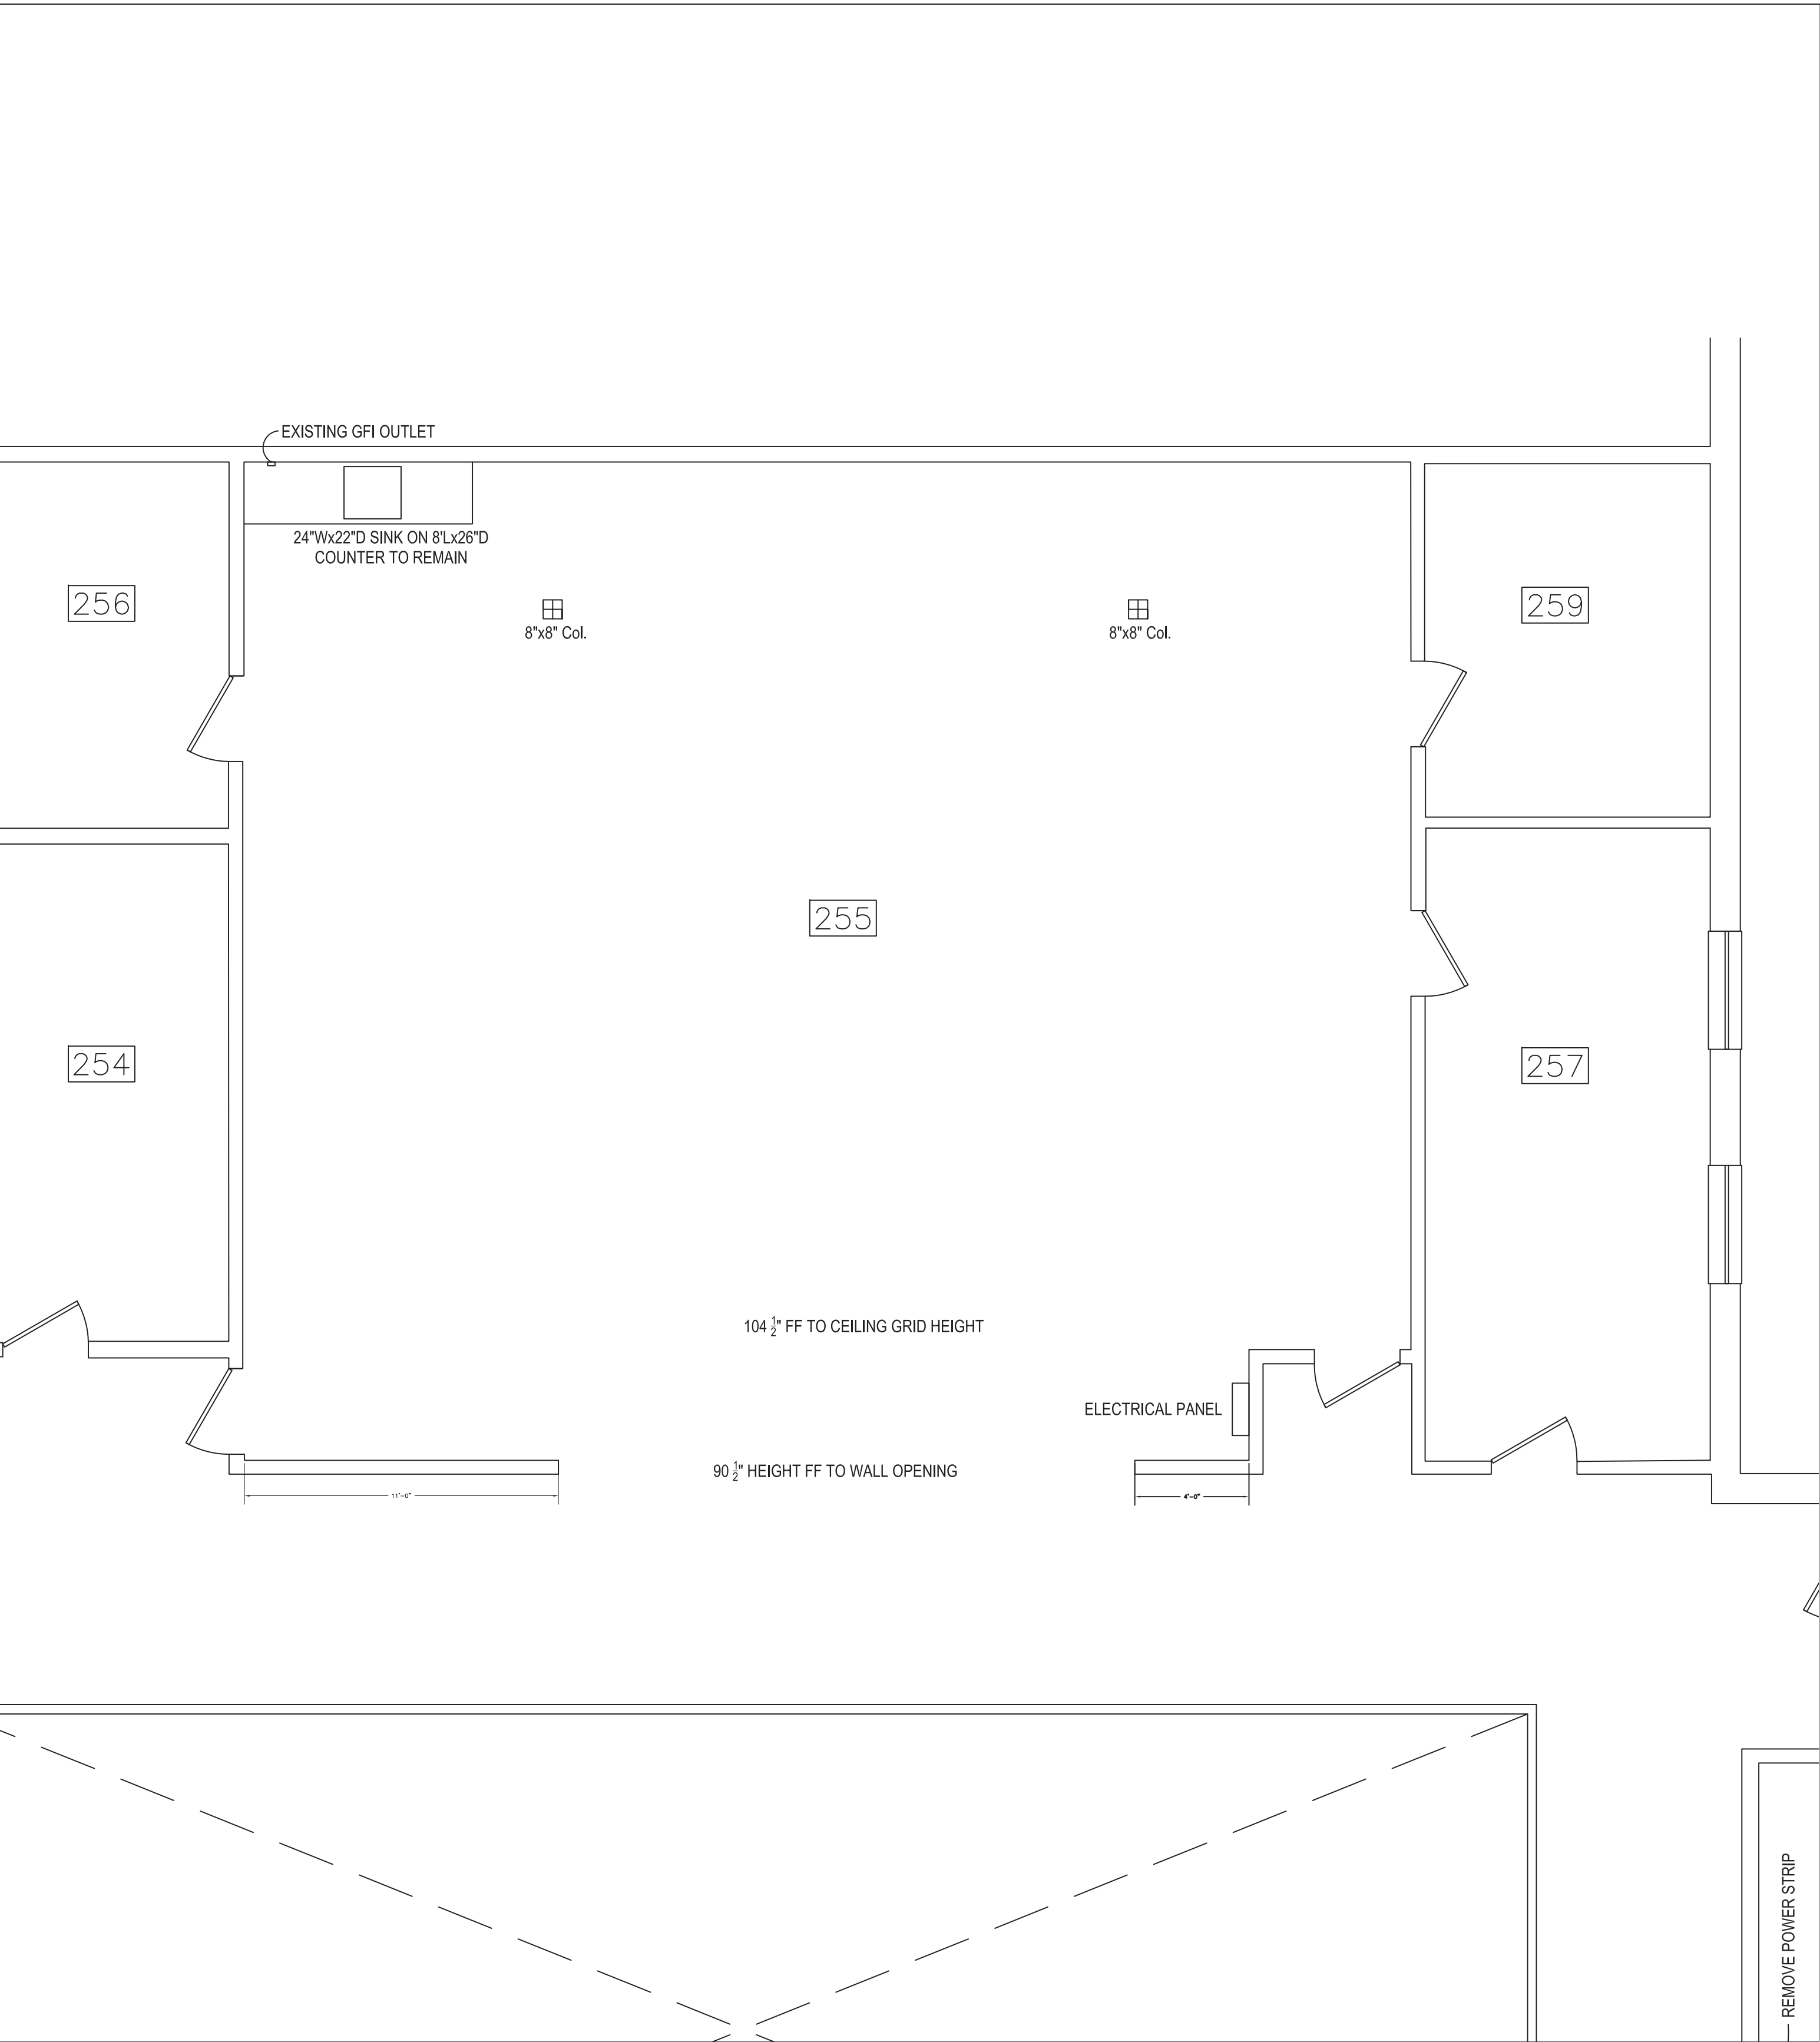 EXISTING GFI OUTLET
24"Wx22"D SINK ON 8'Lx26"D
COUNTER TO REMAIN
256
8"x8" Col.
8"x8" Col.
259
255
254
257
104 1/2" FF TO CEILING GRID HEIGHT
ELECTRICAL PANEL
90 1/2" HEIGHT FF TO WALL OPENING
11'-0"
4'-0"
REMOVE POWER STRIP